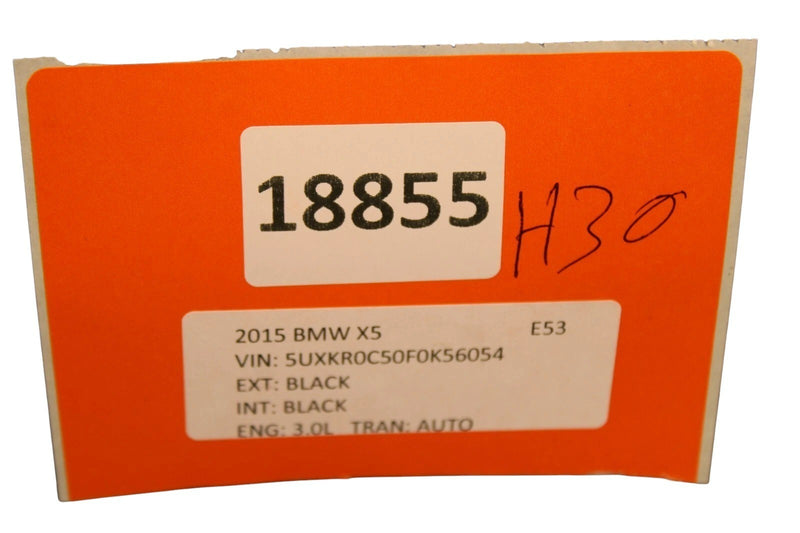 18855
H30
2015 BMW X5 E53
VIN: 5UXKR0C50F0K56054
EXT: BLACK
INT: BLACK
ENG: 3.0L TRAN: AUTO